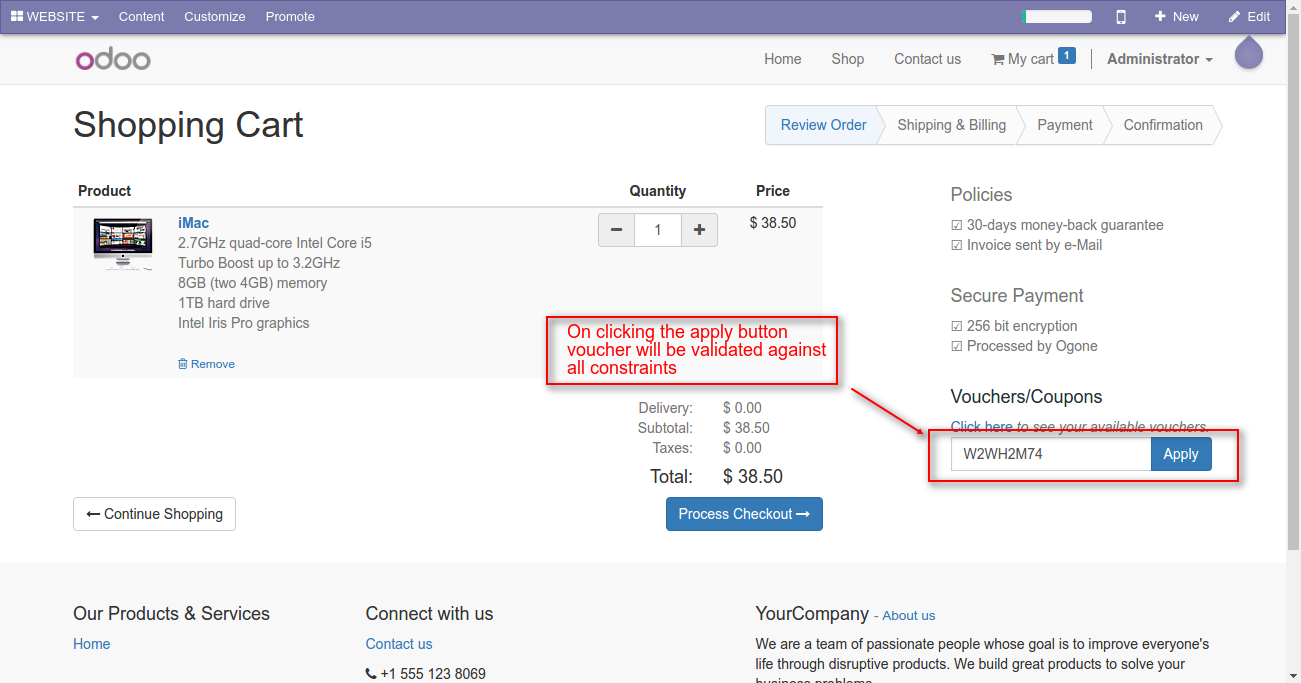 WEBSITE Content Customize Promote New Edit
odoo Home Shop Contact us My cart 1 Administrator
Shopping Cart
Review Order Shipping & Billing Payment Confirmation
Product Quantity Price
iMac 1 $ 38.50
2.7GHz quad-core Intel Core i5
Turbo Boost up to 3.2GHz
8GB (two 4GB) memory
1TB hard drive
Intel Iris Pro graphics
Remove
Policies
☑ 30-days money-back guarantee
☑ Invoice sent by e-Mail
Secure Payment
☑ 256 bit encryption
☑ Processed by Ogone
On clicking the apply button
voucher will be validated against
all constraints
Vouchers/Coupons
Click here to see your available vouchers.
W2WH2M74 Apply
Delivery: $ 0.00
Subtotal: $ 38.50
Taxes: $ 0.00
Total: $ 38.50
Continue Shopping Process Checkout
Our Products & Services
Home
Connect with us
Contact us
+1 555 123 8069
YourCompany - About us
We are a team of passionate people whose goal is to improve everyone's
life through disruptive products. We build great products to solve your
business problems.